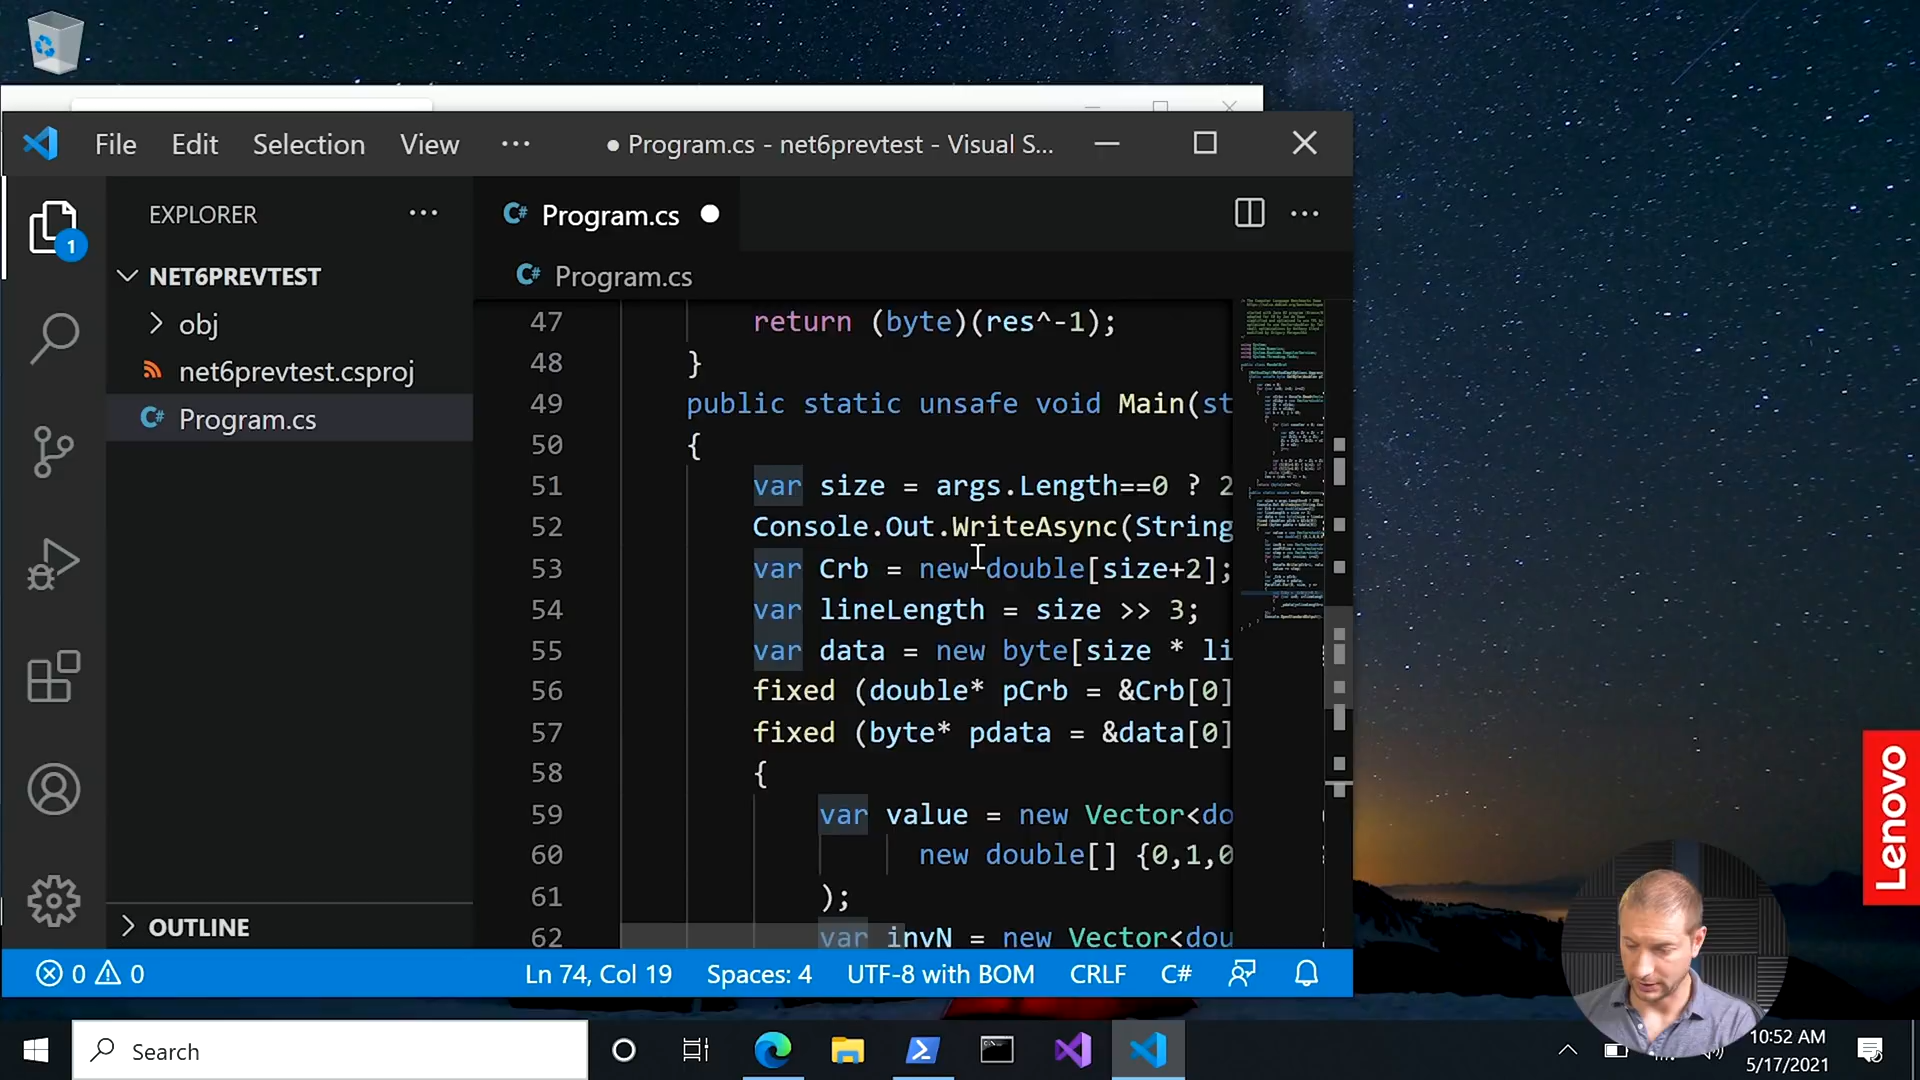 File Edit Selection View ··· ● Program.cs - net6prevtest - Visual S...
EXPLORER ···
1
NET6PREVTEST
obj
net6prevtest.csproj
C# Program.cs
OUTLINE
C# Program.cs ●
C# Program.cs
47 return (byte)(res^-1);
48 }
49 public static unsafe void Main(st
50 {
51 var size = args.Length==0 ? 2
52 Console.Out.WriteAsync(String
53 var Crb = new double[size+2];
54 var lineLength = size >> 3;
55 var data = new byte[size * li
56 fixed (double* pCrb = &Crb[0]
57 fixed (byte* pdata = &data[0]
58 {
59 var value = new Vector<do
60 new double[] {0,1,0
61 );
62 var invN = new Vector<dou
0 0 Ln 74, Col 19 Spaces: 4 UTF-8 with BOM CRLF C#
Lenovo
Search
10:52 AM
5/17/2021